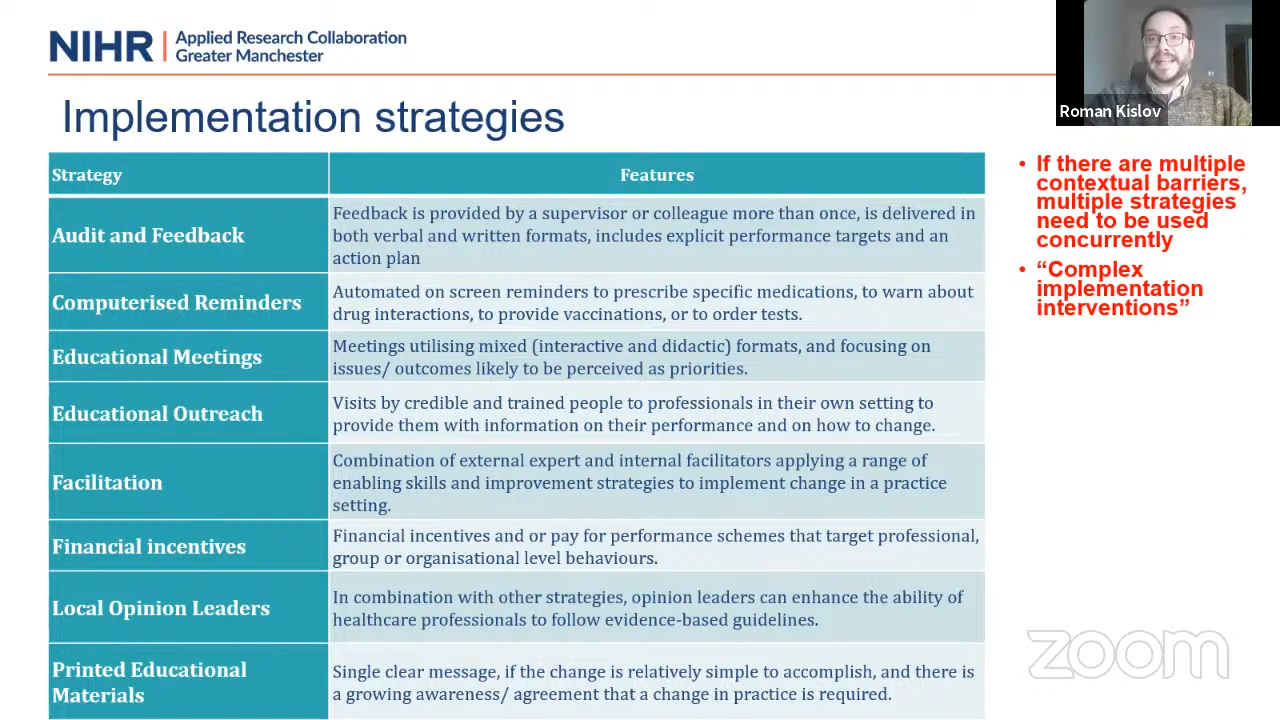 NIHR | Applied Research Collaboration
Greater Manchester
Roman Kislov
Implementation strategies
Strategy
Features
Audit and Feedback
Feedback is provided by a supervisor or colleague more than once, is delivered in
both verbal and written formats, includes explicit performance targets and an
action plan
Computerised Reminders
Automated on screen reminders to prescribe specific medications, to warn about
drug interactions, to provide vaccinations, or to order tests.
Educational Meetings
Meetings utilising mixed (interactive and didactic) formats, and focusing on
issues/ outcomes likely to be perceived as priorities.
Educational Outreach
Visits by credible and trained people to professionals in their own setting to
provide them with information on their performance and on how to change.
Facilitation
Combination of external expert and internal facilitators applying a range of
enabling skills and improvement strategies to implement change in a practice
setting.
Financial incentives
Financial incentives and or pay for performance schemes that target professional,
group or organisational level behaviours.
Local Opinion Leaders
In combination with other strategies, opinion leaders can enhance the ability of
healthcare professionals to follow evidence-based guidelines.
Printed Educational
Materials
Single clear message, if the change is relatively simple to accomplish, and there is
a growing awareness/ agreement that a change in practice is required.
• If there are multiple
contextual barriers,
multiple strategies
need to be used
concurrently
• “Complex
implementation
interventions”
zoom